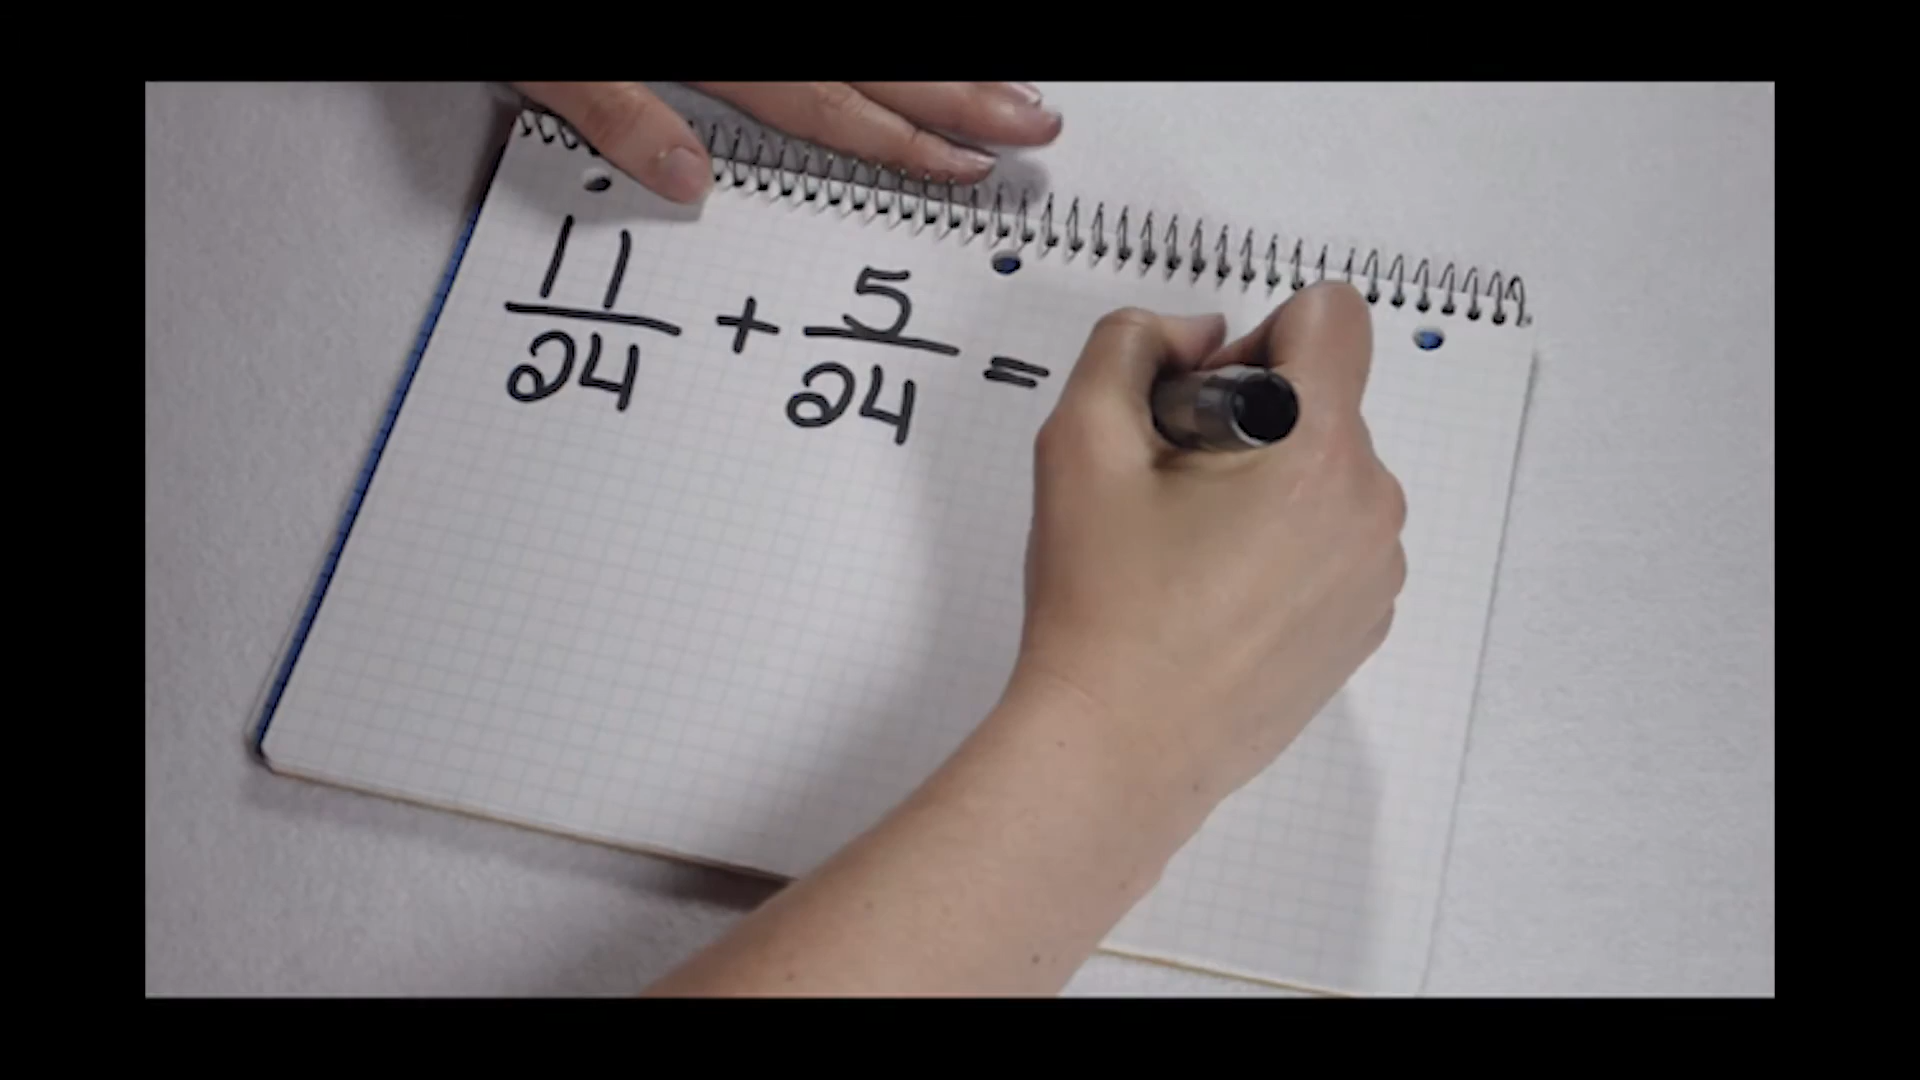 11/24 + 5/24 =